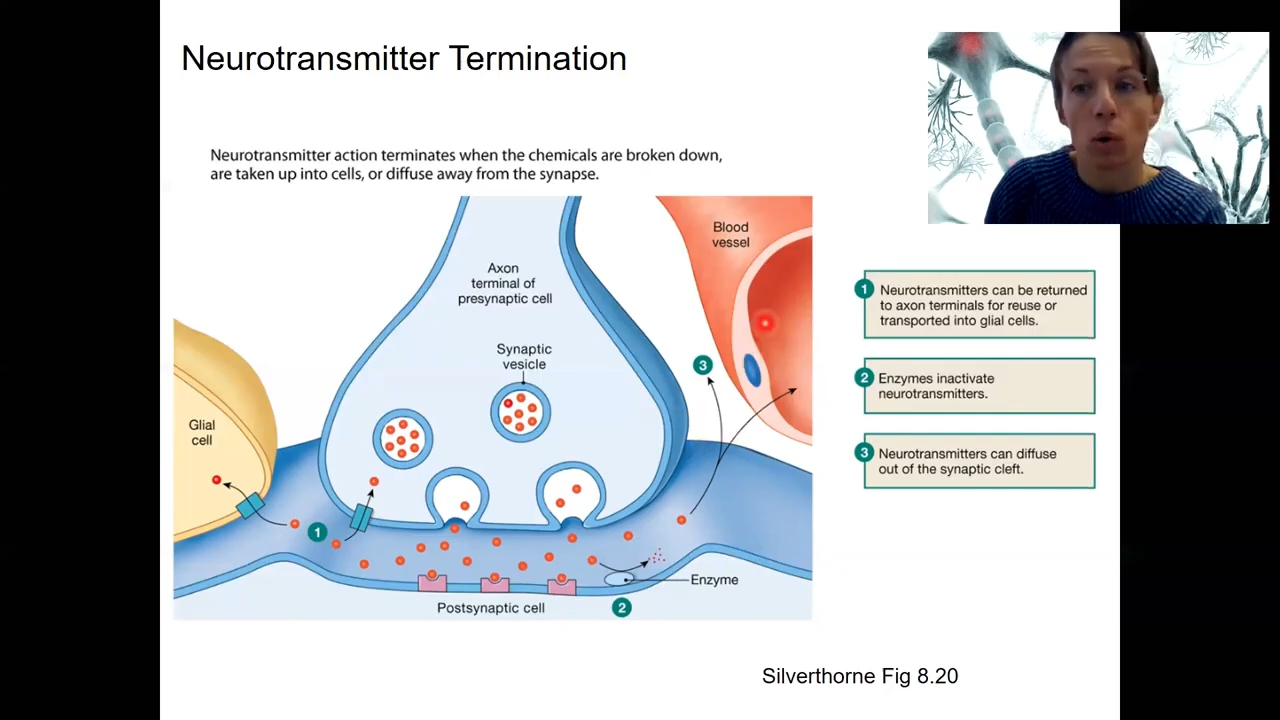 Neurotransmitter Termination
Neurotransmitter action terminates when the chemicals are broken down,
are taken up into cells, or diffuse away from the synapse.
Blood
vessel
Axon
terminal of
presynaptic cell
Synaptic
vesicle
Glial
cell
1
2
3
Enzyme
Postsynaptic cell
1 Neurotransmitters can be returned
to axon terminals for reuse or
transported into glial cells.
2 Enzymes inactivate
neurotransmitters.
3 Neurotransmitters can diffuse
out of the synaptic cleft.
Silverthorne Fig 8.20